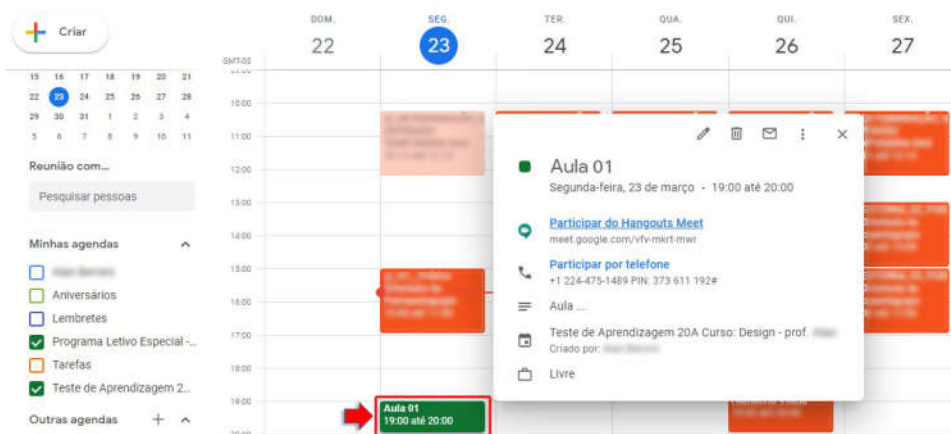 Criar
DOM. SEG. TER. QUA. QUI. SEX.
22 23 24 25 26 27
GMT-03
15 16 17 18 19 20 21
22 23 24 25 26 27 28
29 30 31 1 2 3 4
5 6 7 8 9 10 11
Reunião com...
Pesquisar pessoas
Minhas agendas
Aniversários
Lembretes
Programa Letivo Especial -...
Tarefas
Teste de Aprendizagem 2...
Outras agendas
10:00
11:00
12:00
13:00
14:00
15:00
16:00
17:00
18:00
19:00
Aula 01
19:00 até 20:00
Aula 01
Segunda-feira, 23 de março - 19:00 até 20:00
Participar do Hangouts Meet
meet.google.com/vfv-mkrt-mwr
Participar por telefone
+1 224-475-1489 PIN: 373 611 192#
Aula ...
Teste de Aprendizagem 20A Curso: Design - prof.
Criado por:
Livre